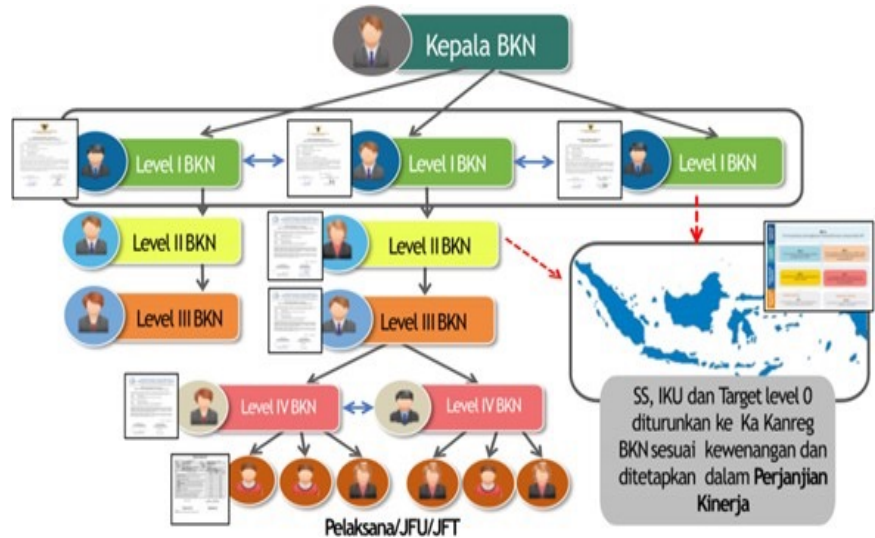 Kepala BKN
Level I BKN
Level I BKN
Level I BKN
Level II BKN
Level II BKN
Level III BKN
Level III BKN
Level IV BKN
Level IV BKN
Pelaksana/JFU/JFT
SS, IKU dan Target level 0
diturunkan ke Ka Kanreg
BKN sesuai kewenangan dan
ditetapkan dalam Perjanjian
Kinerja